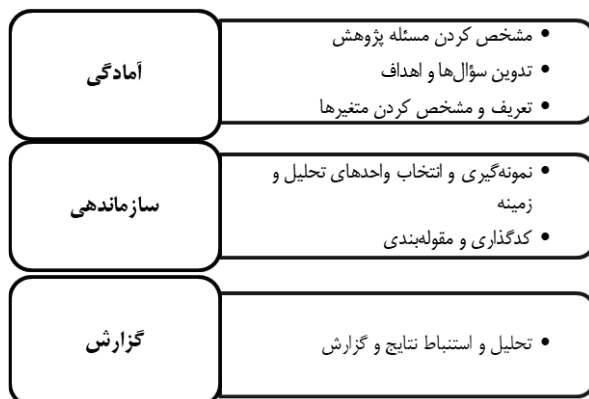 آمادگی
• مشخص کردن مسئله پژوهش
• تدوین سؤال‌ها و اهداف
• تعریف و مشخص کردن متغیرها
سازماندهی
• نمونه‌گیری و انتخاب واحدهای تحلیل و
زمینه
• کدگذاری و مقوله‌بندی
گزارش
• تحلیل و استنباط نتایج و گزارش